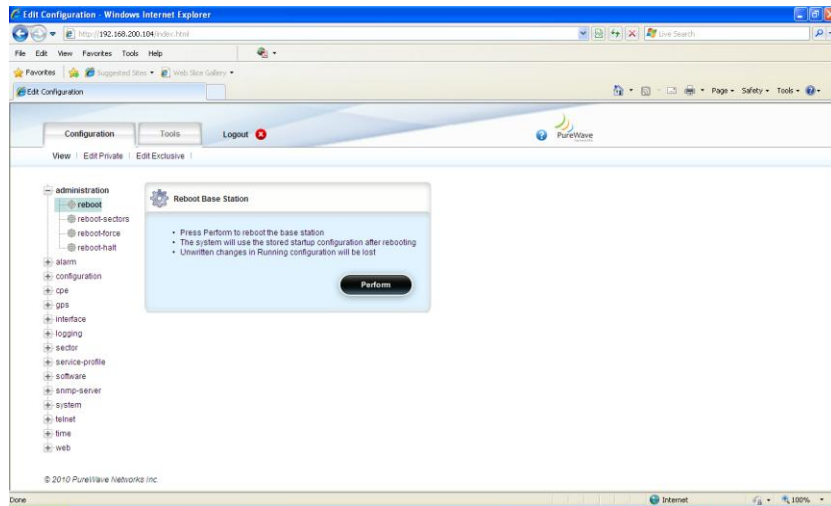 Edit Configuration - Windows Internet Explorer
http://192.168.200.104/index.html
Live Search
File Edit View Favorites Tools Help
Favorites Suggested Sites Web Slice Gallery
Edit Configuration
Page Safety Tools
Configuration Tools Logout
PureWave
View | Edit Private | Edit Exclusive |
administration
reboot
reboot-sectors
reboot-force
reboot-halt
alarm
configuration
cpe
gps
interface
logging
sector
service-profile
software
snmp-server
system
telnet
time
web
Reboot Base Station
• Press Perform to reboot the base station
• The system will use the stored startup configuration after rebooting
• Unwritten changes in Running configuration will be lost
Perform
© 2010 PureWave Networks Inc.
Done
Internet
100%